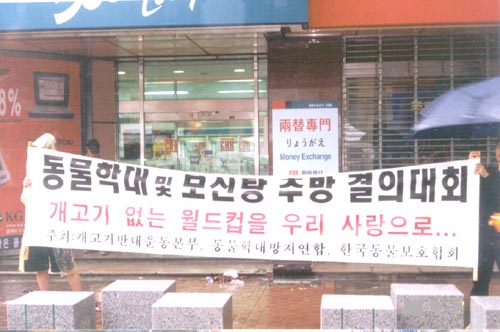 8%
兩替專門
りょうがえ
Money Exchange
동물학대 및 보신탕 추방 결의대회
개고기 없는 월드컵을 우리 사랑으로...
주최:개고기반대운동본부. 동물학대방지연합. 한국동물보호협회